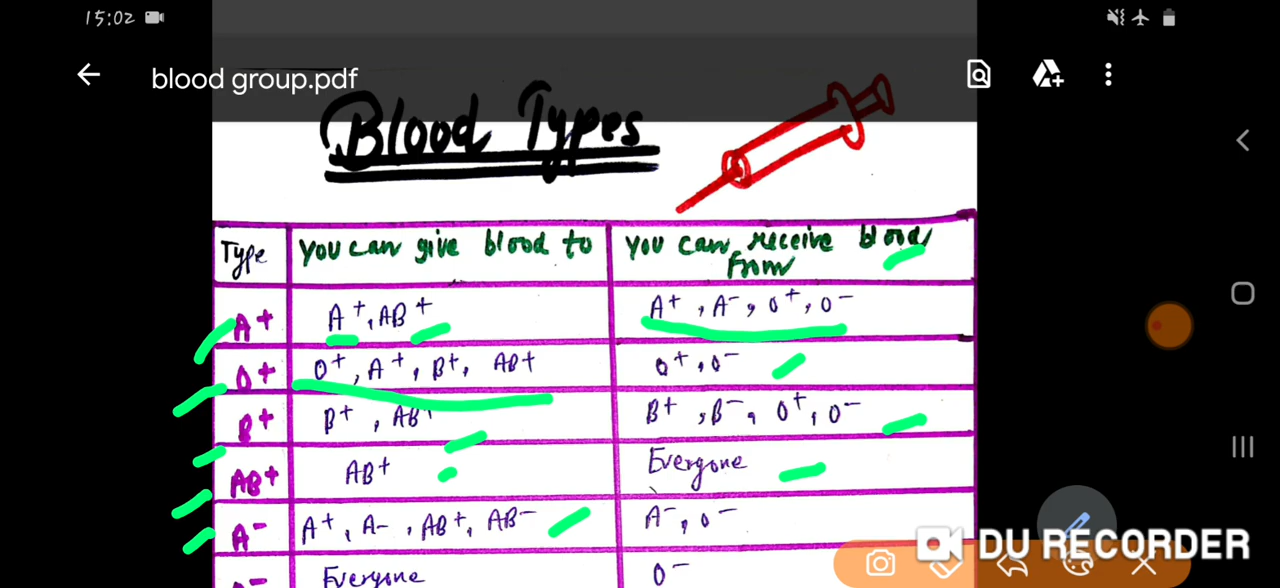 15:02
blood group.pdf
Blood Types
Type | You can give blood to | You can receive blood from
A+ | A+, AB+ | A+, A-, O+, O-
O+ | O+, A+, B+, AB+ | O+, O-
B+ | B+, AB+ | B+, B-, O+, O-
AB+ | AB+ | Everyone
A- | A+, A-, AB+, AB- | A-, O-
O- | Everyone | O-
DU RECORDER